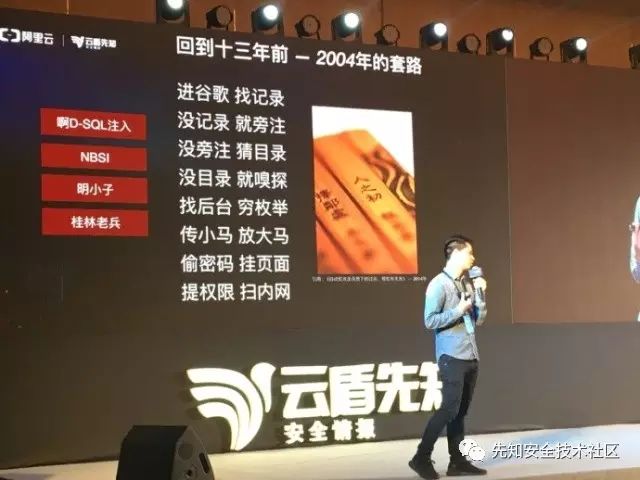 阿里云 云盾先知
回到十三年前 — 2004年的套路
进谷歌 找记录
没记录 就旁注
没旁注 猜目录
没目录 就嗅探
找后台 穷枚举
传小马 放大马
偷密码 挂页面
提权限 扫内网
啊D-SQL注入
NBSI
明小子
桂林老兵
人之初
云盾先知
安全情报
先知安全技术社区